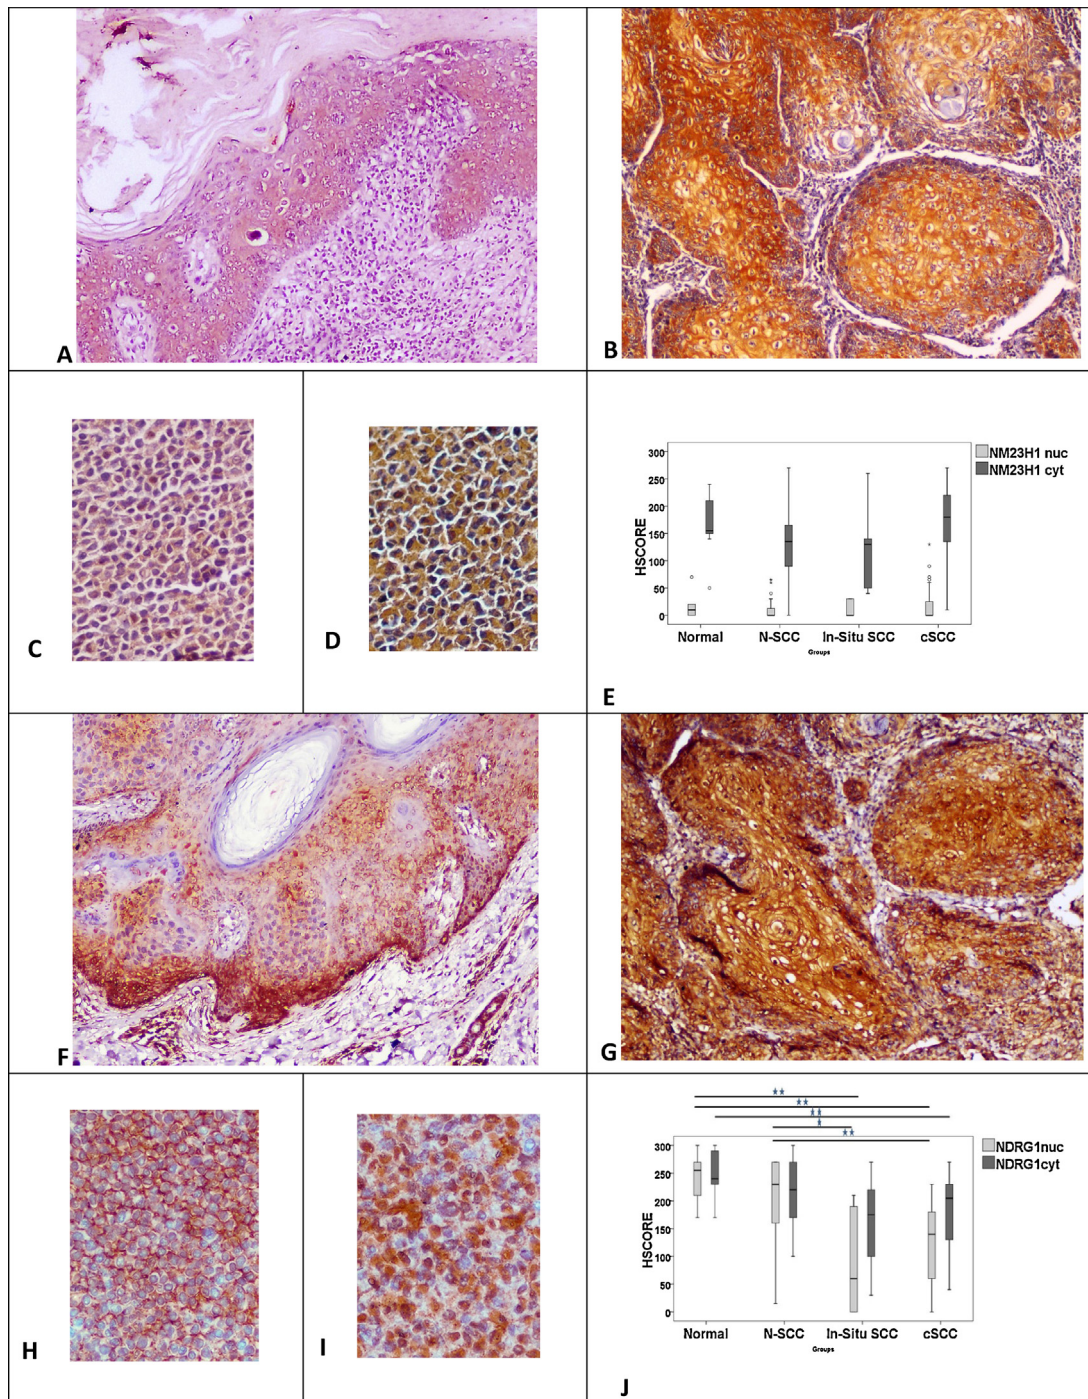 A
B
C
D
300
250
200
150
100
50
0
HSCORE
NM23H1 nuc
NM23H1 cyt
Normal
N-SCC
In-Situ SCC
cSCC
Groups
E
F
G
H
I
300
250
200
150
100
50
0
HSCORE
NDRG1nuc
NDRG1cyt
Normal
N-SCC
In-Situ SCC
cSCC
Groups
J